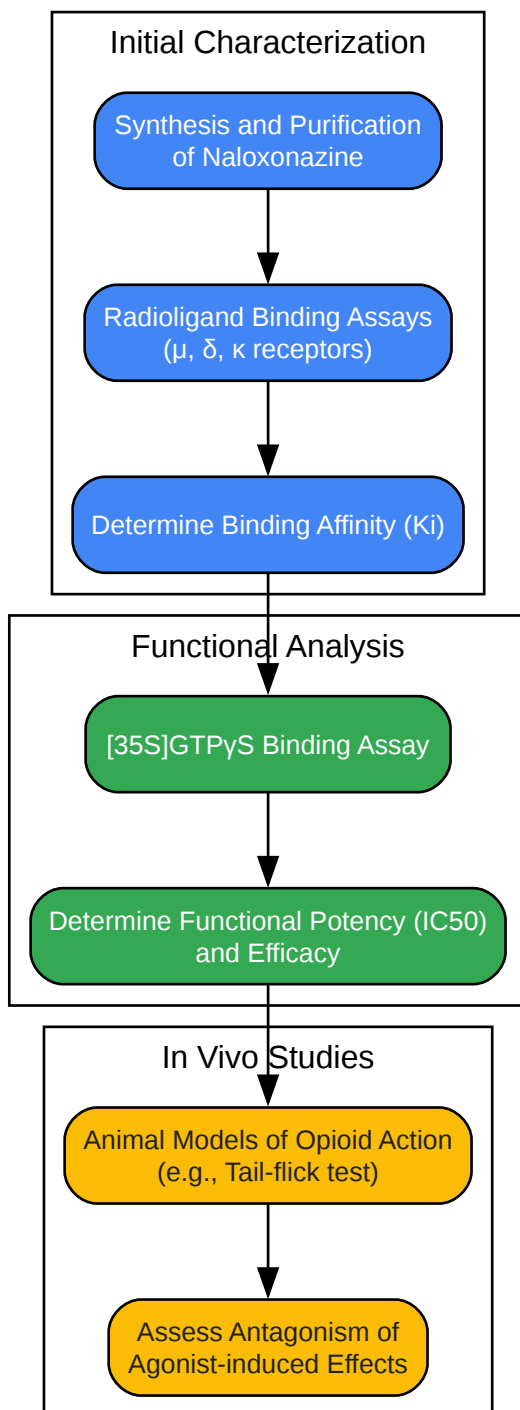 Initial Characterization
Synthesis and Purification
of Naloxonazine
Radioligand Binding Assays
(μ, δ, κ receptors)
Determine Binding Affinity (Ki)
Functional Analysis
[35S]GTPγS Binding Assay
Determine Functional Potency (IC50)
and Efficacy
In Vivo Studies
Animal Models of Opioid Action
(e.g., Tail-flick test)
Assess Antagonism of
Agonist-induced Effects